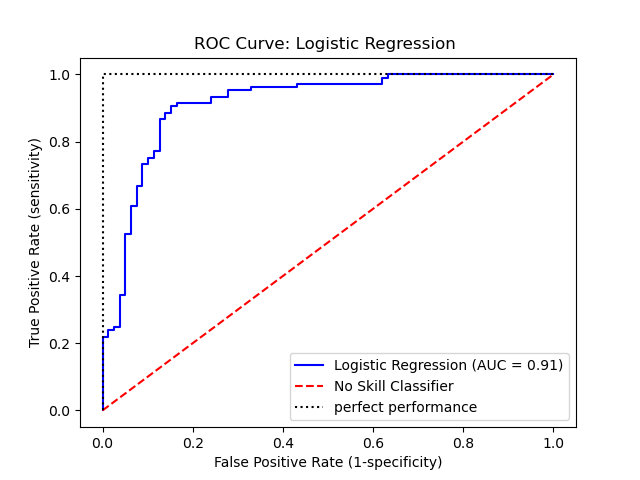 ROC Curve: Logistic Regression
True Positive Rate (sensitivity)
1.0
0.8
0.6
0.4
0.2
0.0
Logistic Regression (AUC = 0.91)
No Skill Classifier
perfect performance
0.0 0.2 0.4 0.6 0.8 1.0
False Positive Rate (1-specificity)